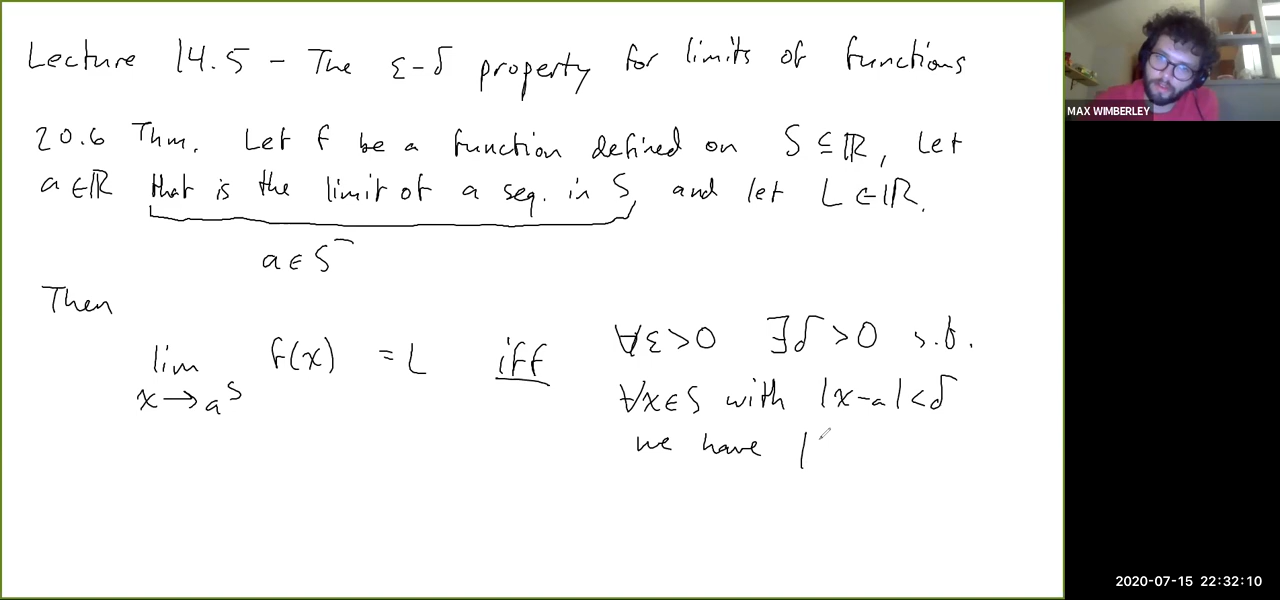 Lecture 14.5 - The ε-δ property for limits of functions
20.6 Thm. Let f be a function defined on S ⊆ ℝ, Let
a ∈ ℝ that is the limit of a seq. in S and let L ∈ ℝ.
a ∈ S⁻
Then
lim f(x) = L iff ∀ε>0 ∃δ>0 s.t.
x → a^S ∀x∈S with |x-a|<δ
we have |
MAX WIMBERLEY
2020-07-15 22:32:10